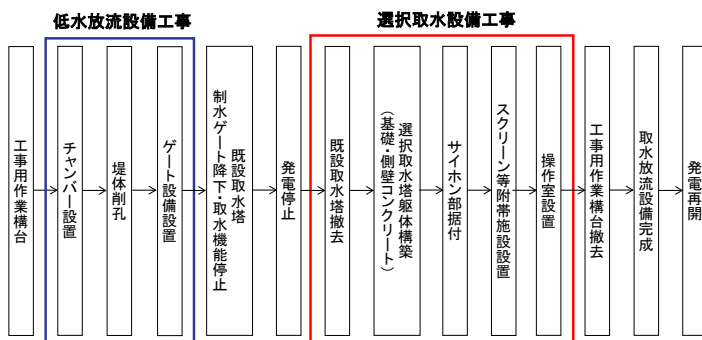 低水放流設備工事
選択取水設備工事
工事用作業構台
チャンバー設置
堤体削孔
ゲート設備設置
既設取水塔
制水ゲート降下・取水機能停止
発電停止
既設取水塔撤去
選択取水塔躯体構築
(基礎・側壁コンクリート)
サイホン部据付
スクリーン等附帯施設設置
操作室設置
工事用作業構台撤去
取水放流設備完成
発電再開